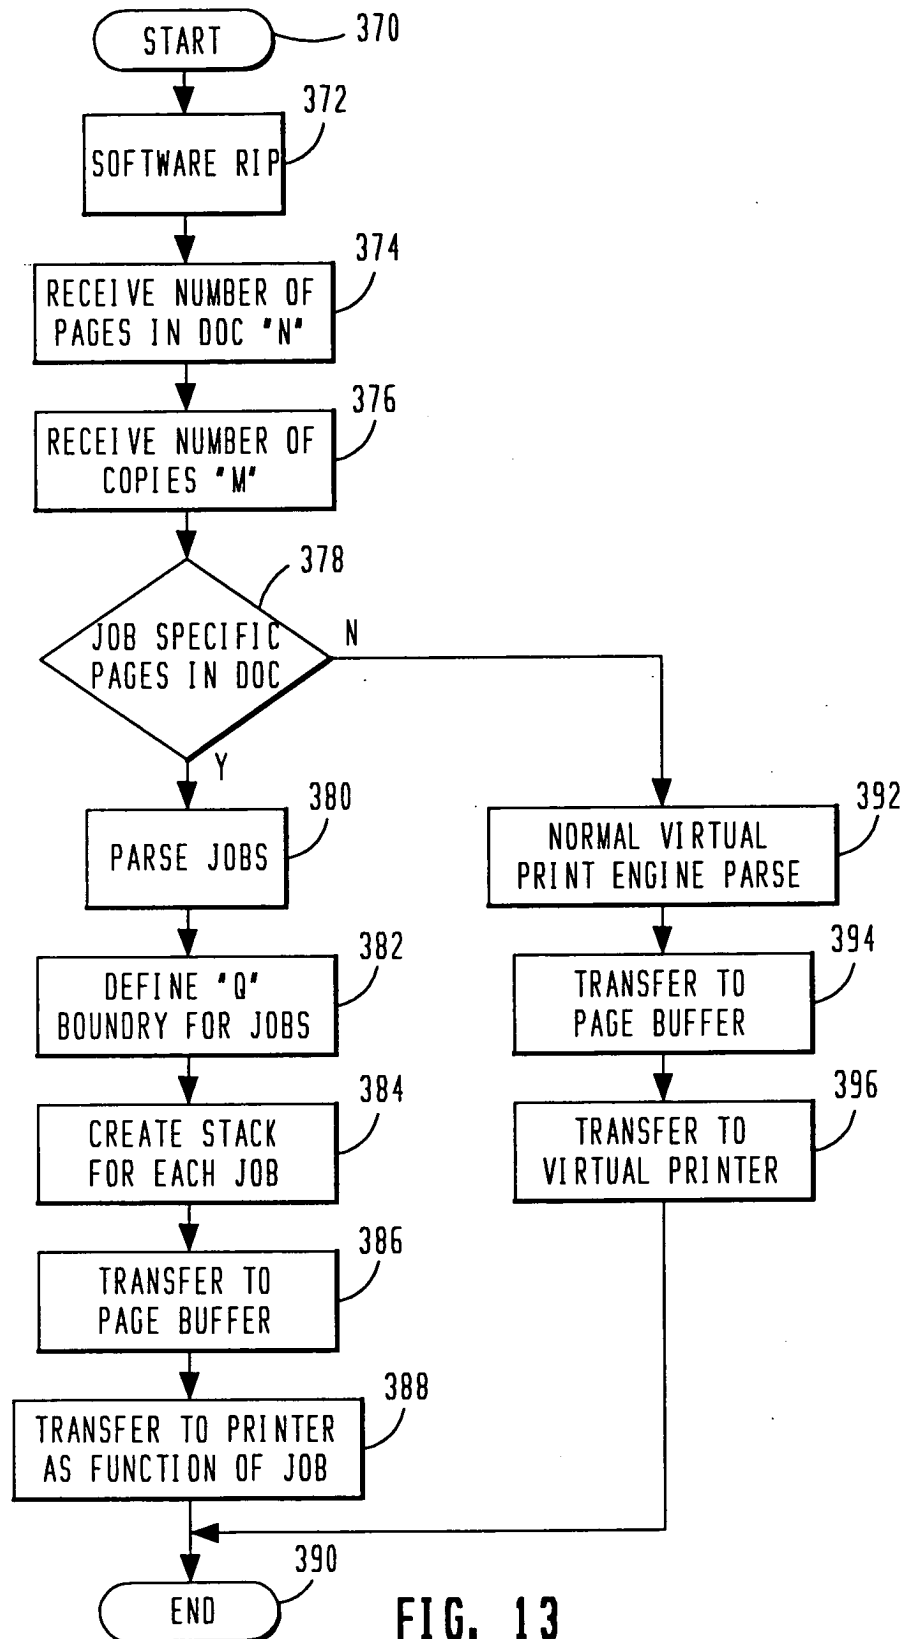 START
370
372
SOFTWARE RIP
374
RECEIVE NUMBER OF
PAGES IN DOC "N"
376
RECEIVE NUMBER OF
COPIES "M"
378
JOB SPECIFIC
PAGES IN DOC
N
Y
380
PARSE JOBS
392
NORMAL VIRTUAL
PRINT ENGINE PARSE
382
DEFINE "Q"
BOUNDRY FOR JOBS
394
TRANSFER TO
PAGE BUFFER
384
CREATE STACK
FOR EACH JOB
396
TRANSFER TO
VIRTUAL PRINTER
386
TRANSFER TO
PAGE BUFFER
388
TRANSFER TO PRINTER
AS FUNCTION OF JOB
390
END
FIG. 13